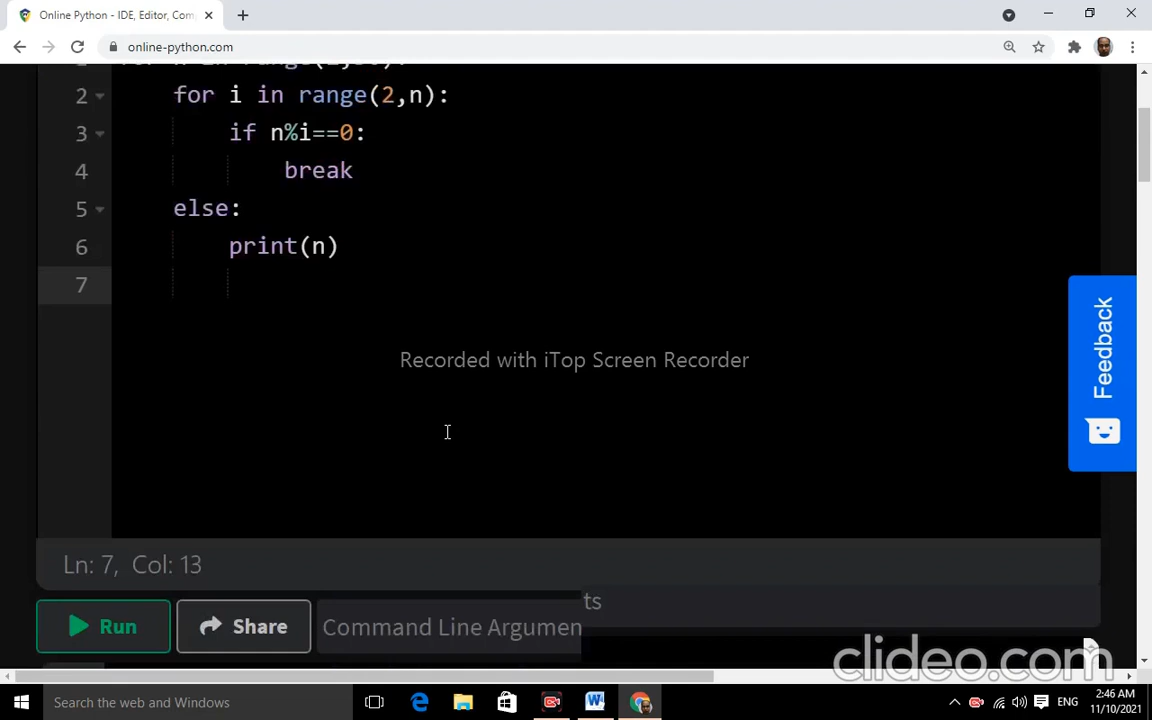 Online Python - IDE, Editor, Com
online-python.com
2 for i in range(2,n):
3 if n%i==0:
4 break
5 else:
6 print(n)
7
Recorded with iTop Screen Recorder
Feedback
Ln: 7, Col: 13
ts
Run Share Command Line Argumen
clideo.com
Search the web and Windows
ENG
2:46 AM
11/10/2021